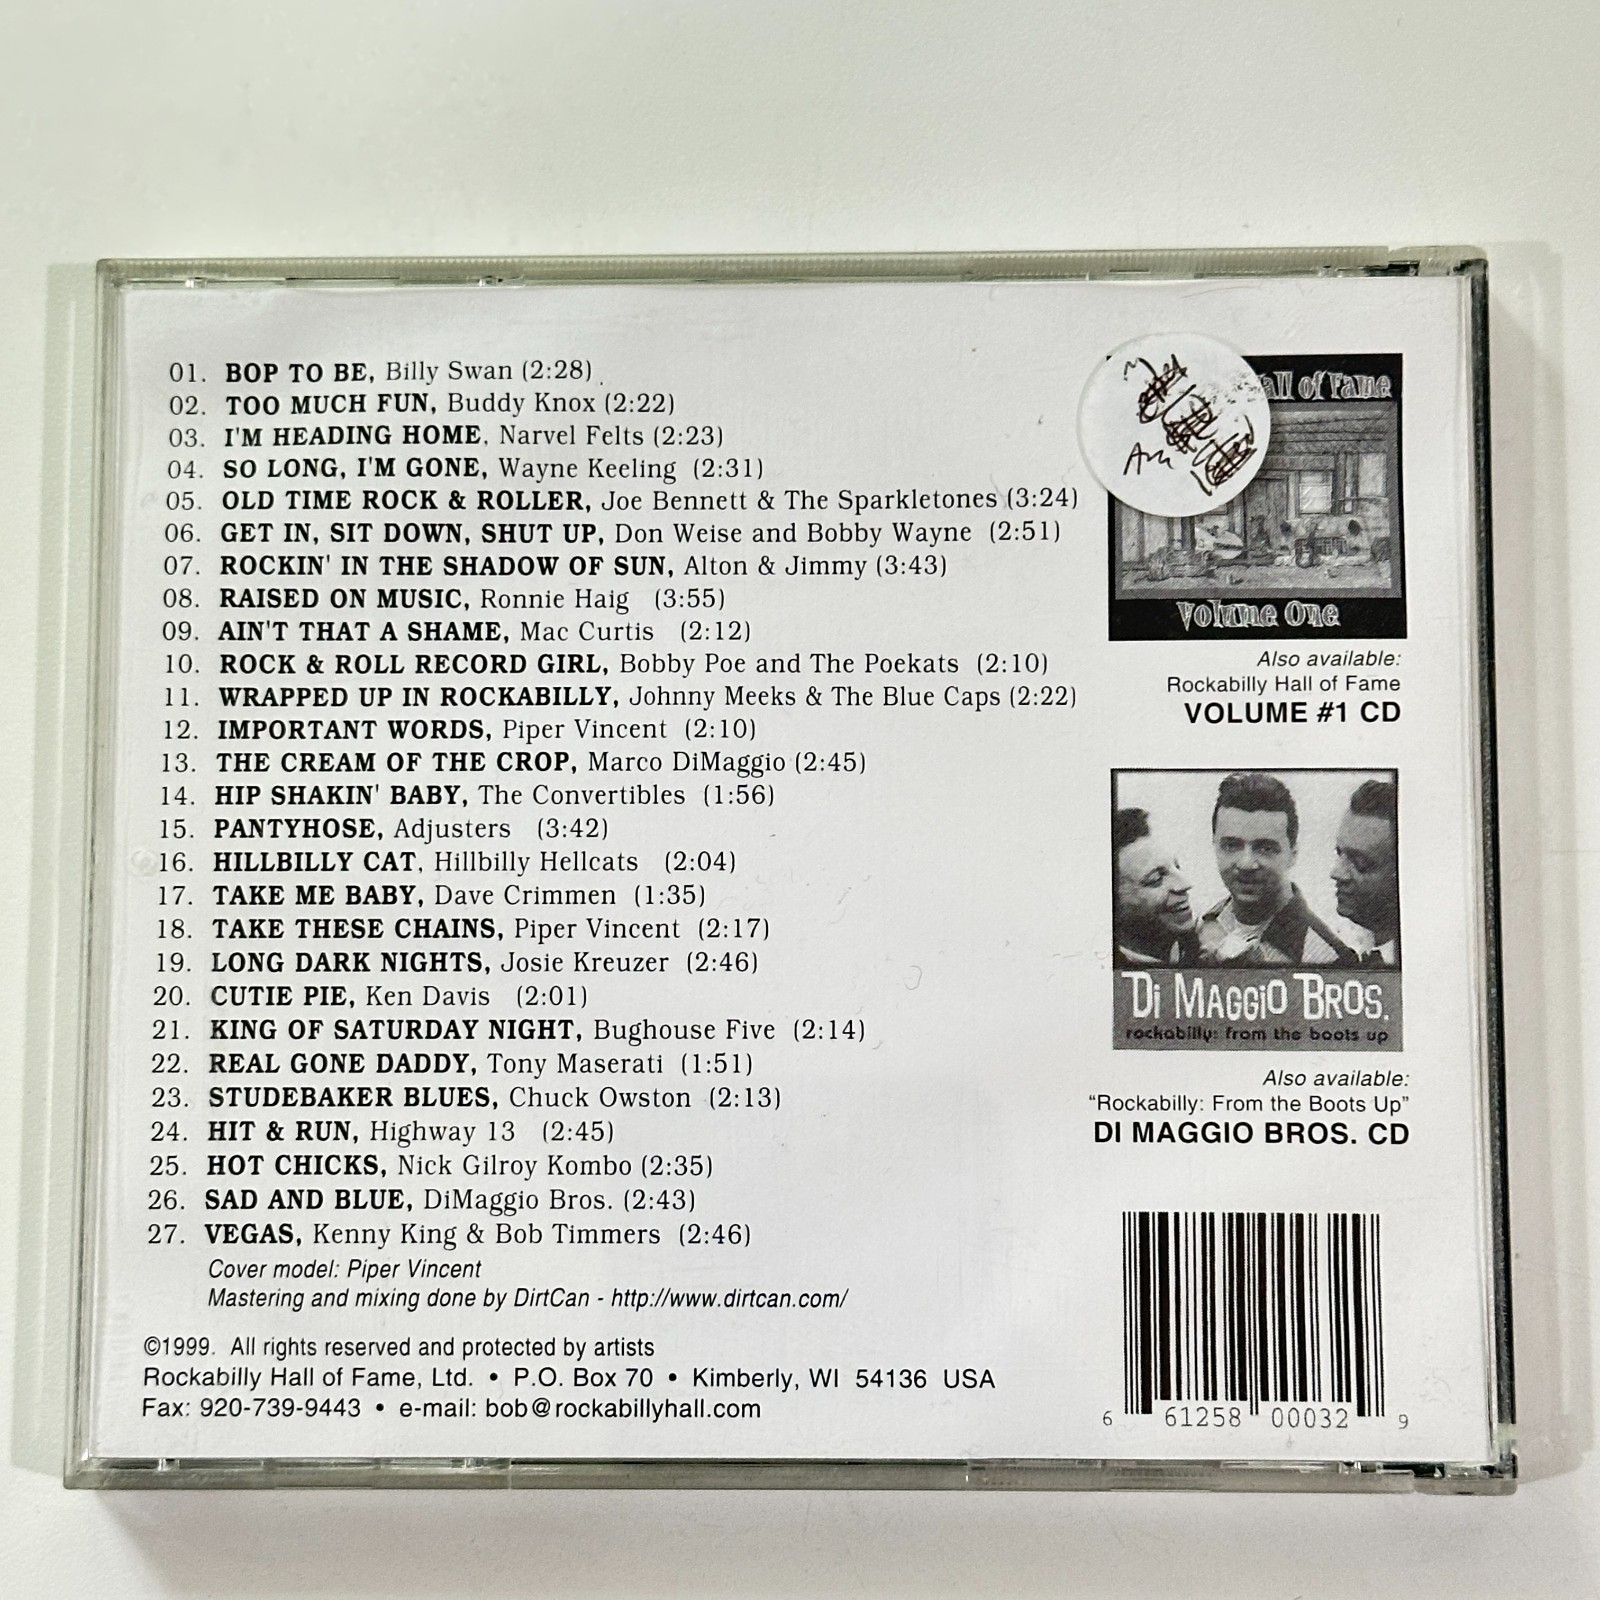 01. BOP TO BE, Billy Swan (2:28)
02. TOO MUCH FUN, Buddy Knox (2:22)
03. I'M HEADING HOME, Narvel Felts (2:23)
04. SO LONG, I'M GONE, Wayne Keeling (2:31)
05. OLD TIME ROCK & ROLLER, Joe Bennett & The Sparkletones (3:24)
06. GET IN, SIT DOWN, SHUT UP, Don Weise and Bobby Wayne (2:51)
07. ROCKIN' IN THE SHADOW OF SUN, Alton & Jimmy (3:43)
08. RAISED ON MUSIC, Ronnie Haig (3:55)
09. AIN'T THAT A SHAME, Mac Curtis (2:12)
10. ROCK & ROLL RECORD GIRL, Bobby Poe and The Poekats (2:10)
11. WRAPPED UP IN ROCKABILLY, Johnny Meeks & The Blue Caps (2:22)
12. IMPORTANT WORDS, Piper Vincent (2:10)
13. THE CREAM OF THE CROP, Marco DiMaggio (2:45)
14. HIP SHAKIN' BABY, The Convertibles (1:56)
15. PANTYHOSE, Adjusters (3:42)
16. HILLBILLY CAT, Hillbilly Hellcats (2:04)
17. TAKE ME BABY, Dave Crimmen (1:35)
18. TAKE THESE CHAINS, Piper Vincent (2:17)
19. LONG DARK NIGHTS, Josie Kreuzer (2:46)
20. CUTIE PIE, Ken Davis (2:01)
21. KING OF SATURDAY NIGHT, Bughouse Five (2:14)
22. REAL GONE DADDY, Tony Maserati (1:51)
23. STUDEBAKER BLUES, Chuck Owston (2:13)
24. HIT & RUN, Highway 13 (2:45)
25. HOT CHICKS, Nick Gilroy Kombo (2:35)
26. SAD AND BLUE, DiMaggio Bros. (2:43)
27. VEGAS, Kenny King & Bob Timmers (2:46)
Cover model: Piper Vincent
Mastering and mixing done by DirtCan - http://www.dirtcan.com/
©1999. All rights reserved and protected by artists
Rockabilly Hall of Fame, Ltd. • P.O. Box 70 • Kimberly, WI 54136 USA
Fax: 920-739-9443 • e-mail: bob@rockabillyhall.com
of Fame
Volume One
Also available:
Rockabilly Hall of Fame
VOLUME #1 CD
Di MAGGiO BROS.
rockabilly: from the boots up
Also available:
"Rockabilly: From the Boots Up"
DI MAGGIO BROS. CD
6 61258 00032 9